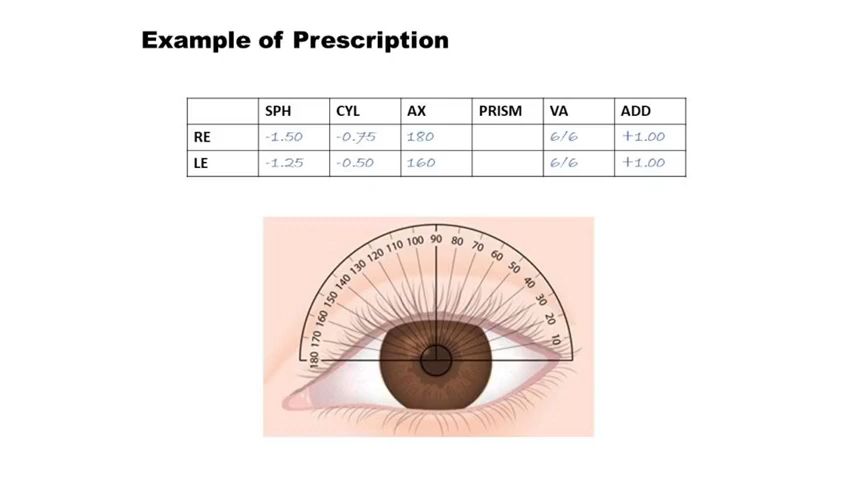 Example of Prescription
SPH CYL AX PRISM VA ADD
RE -1.50 -0.75 180 6/6 +1.00
LE -1.25 -0.50 160 6/6 +1.00
180 170 160 150 140 130 120 110 100 90 80 70 60 50 40 30 20 10